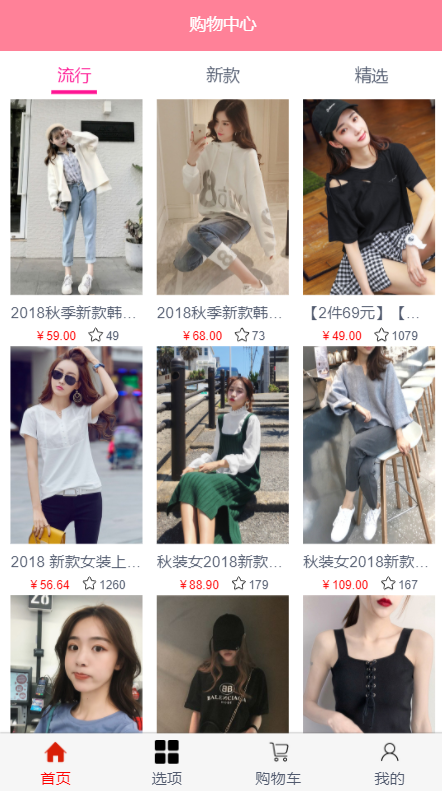 购物中心
流行 新款 精选
2018秋季新款韩... 2018秋季新款韩... 【2件69元】【...
￥59.00 49 ￥68.00 73 ￥49.00 1079
2018 新款女装上... 秋装女2018新款... 秋装女2018新款...
￥56.64 1260 ￥88.90 179 ￥109.00 167
28
88
BALENCIAGA
首页 选项 购物车 我的